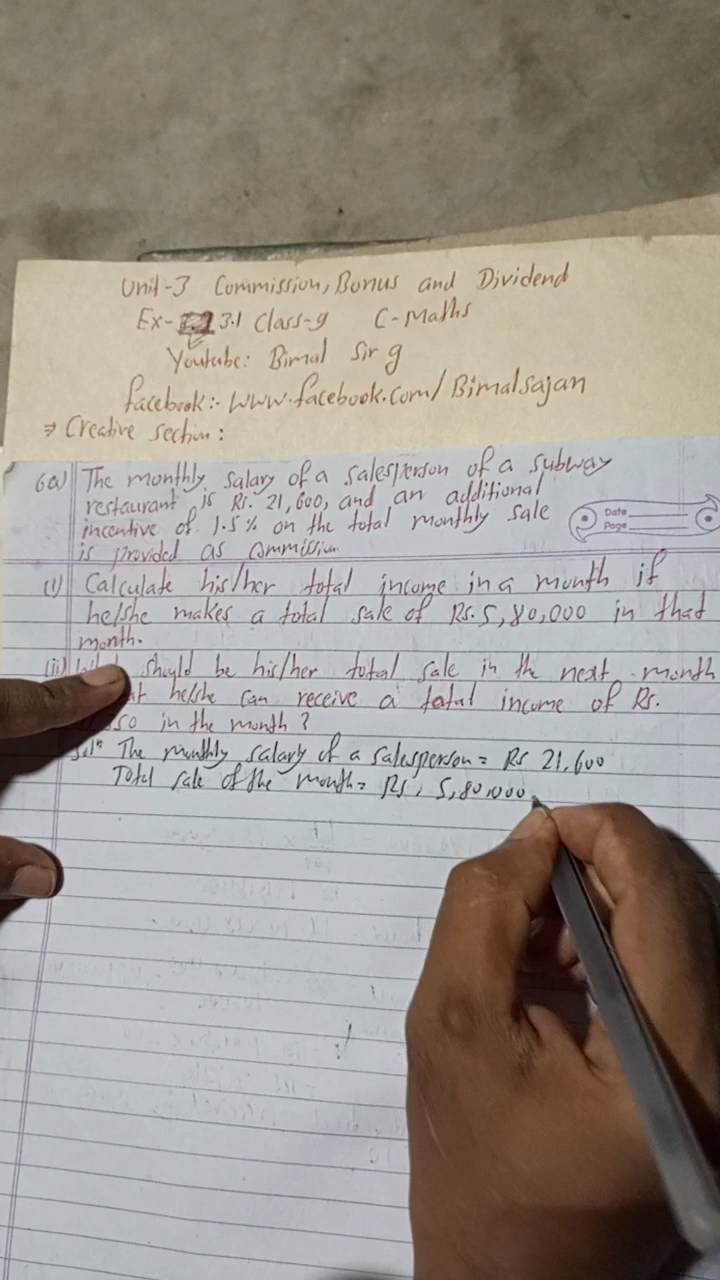 Unit-3 Commission, Bonus and Dividend
Ex- 3.1 Class-9 C-Maths
Youtube: Bimal Sir g
facebook:- www.facebook.com/Bimalsajan
⇒ Creative section:
6a) The monthly salary of a salesperson of a subway
restaurant is Rs. 21,600, and an additional
incentive of 1.5% on the total monthly sale
is provided as commission
Date
Page
(i) Calculate his/her total income in a month if
he/she makes a total sale of Rs. 5,80,000 in that
month.
(ii) should be his/her total sale in the next month
he/she can receive a total income of Rs.
in the month?
Solⁿ The monthly salary of a salesperson = Rs 21,600
Total sale of the month = Rs, 5,80,000